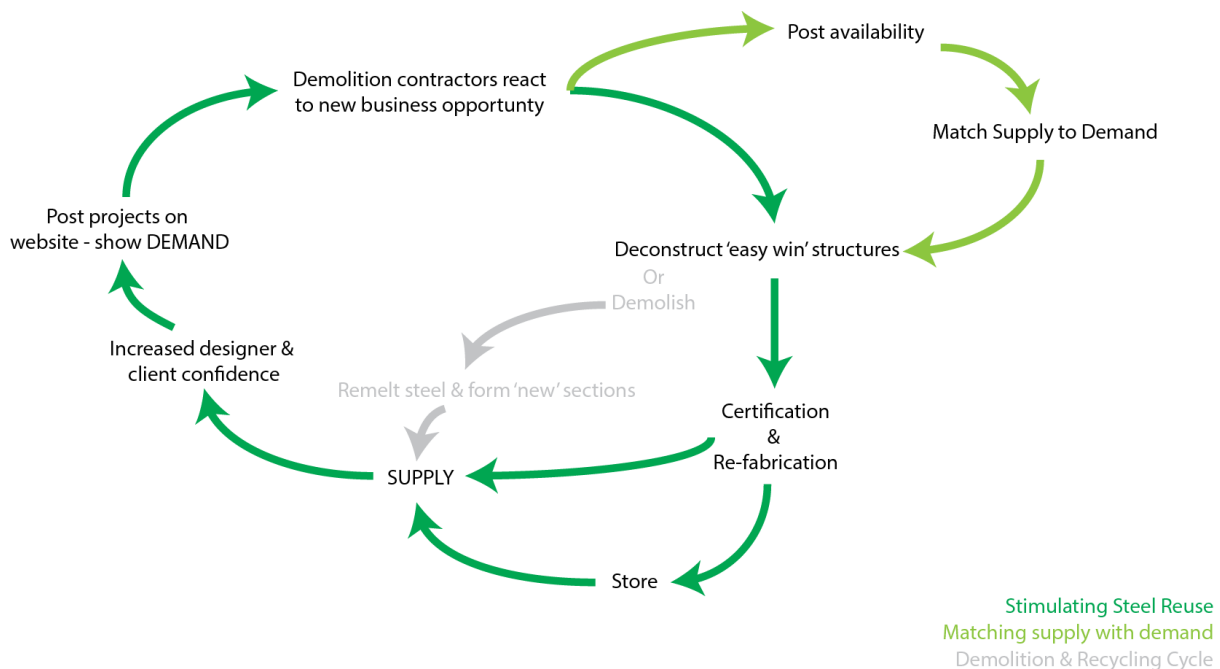 Post availability
Demolition contractors react
to new business opportunty
Match Supply to Demand
Post projects on
website - show DEMAND
Deconstruct ‘easy win’ structures
Or
Demolish
Increased designer &
client confidence
Remelt steel & form ‘new’ sections
Certification
&
Re-fabrication
SUPPLY
Store
Stimulating Steel Reuse
Matching supply with demand
Demolition & Recycling Cycle